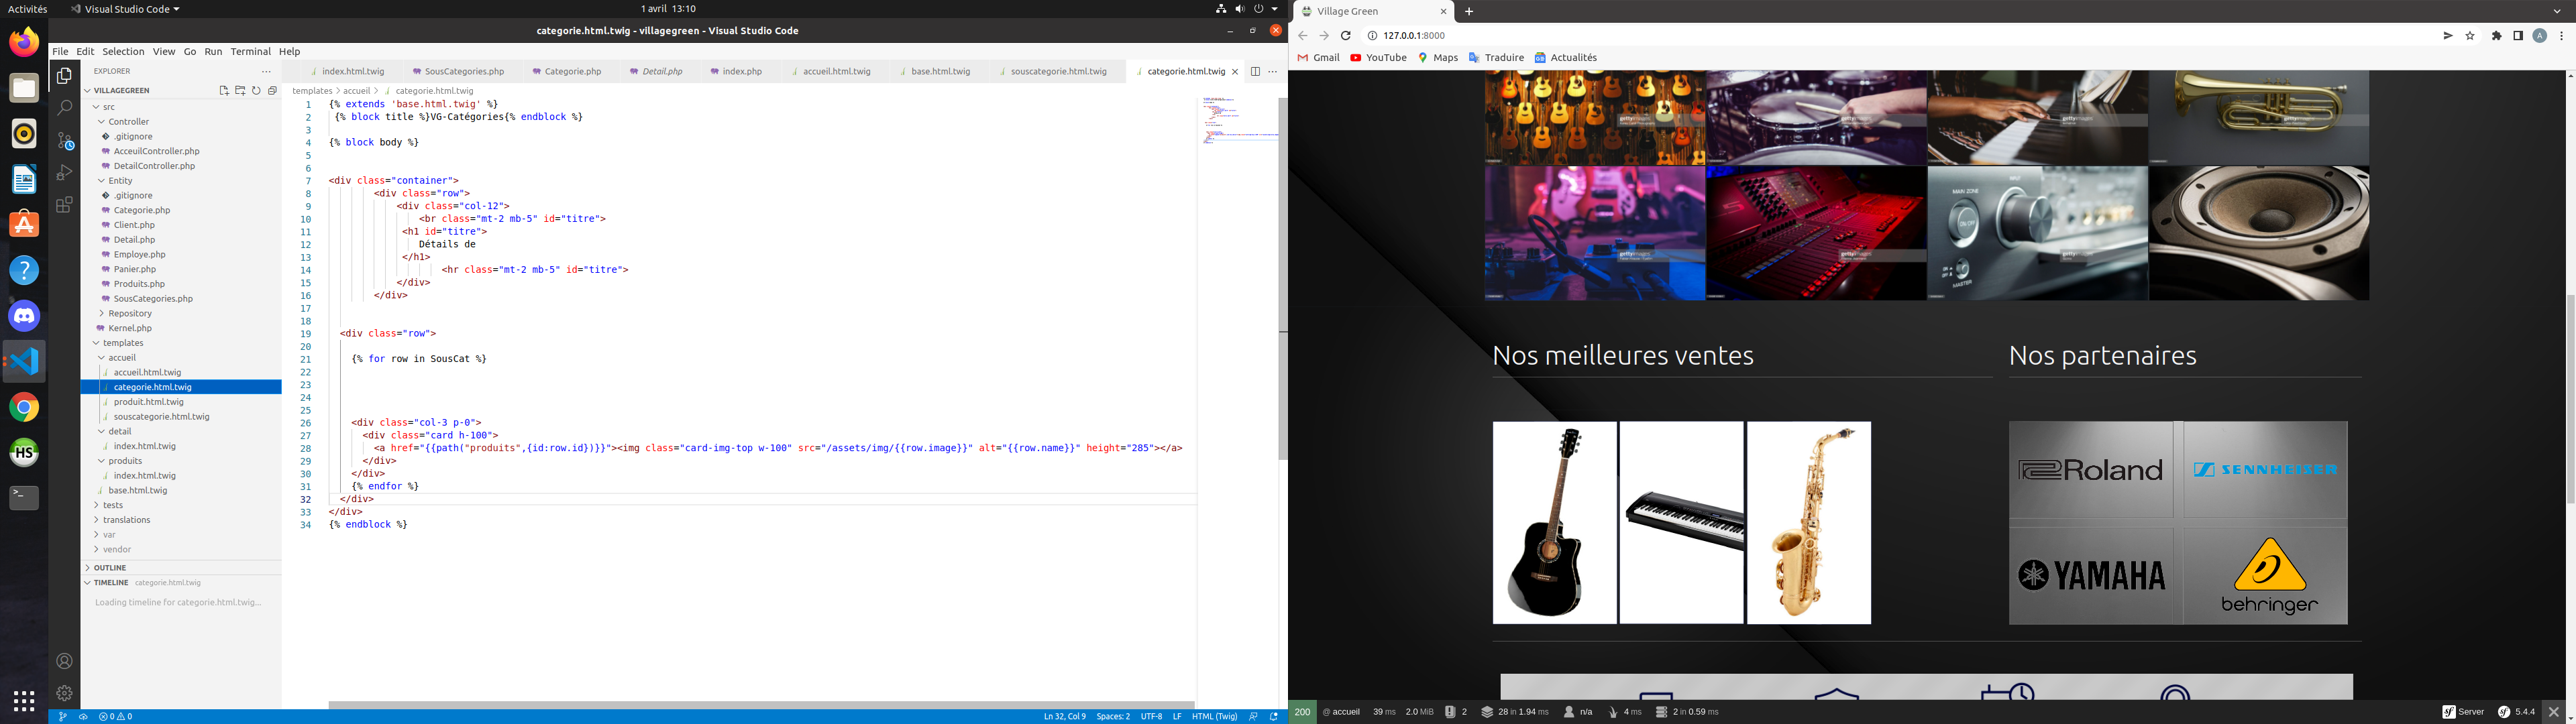 Activités
Visual Studio Code
1 avril 13:10
categorie.html.twig - villagegreen - Visual Studio Code
File Edit Selection View Go Run Terminal Help
EXPLORER
index.html.twig
SousCategories.php
Categorie.php
Detail.php
index.php
accueil.html.twig
base.html.twig
souscategorie.html.twig
categorie.html.twig
VILLAGEGREEN
src
Controller
.gitignore
AcceuilController.php
DetailController.php
Entity
.gitignore
Categorie.php
Client.php
Detail.php
Employe.php
Panier.php
Produits.php
SousCategories.php
Repository
Kernel.php
templates
accueil
accueil.html.twig
categorie.html.twig
produit.html.twig
souscategorie.html.twig
detail
index.html.twig
produits
index.html.twig
base.html.twig
tests
translations
var
vendor
OUTLINE
TIMELINE categorie.html.twig
Loading timeline for categorie.html.twig...
templates > accueil > categorie.html.twig
1 {% extends 'base.html.twig' %}
2 {% block title %}VG-Catégories{% endblock %}
3
4 {% block body %}
5
6
7 <div class="container">
8 <div class="row">
9 <div class="col-12">
10 <br class="mt-2 mb-5" id="titre">
11 <h1 id="titre">
12 Détails de
13 </h1>
14 <hr class="mt-2 mb-5" id="titre">
15 </div>
16 </div>
17
18
19 <div class="row">
20
21 {% for row in SousCat %}
22
23
24
25
26 <div class="col-3 p-0">
27 <div class="card h-100">
28 <a href="{{path("produits",{id:row.id})}}"><img class="card-img-top w-100" src="/assets/img/{{row.image}}" alt="{{row.name}}" height="285"></a>
29 </div>
30 </div>
31 {% endfor %}
32 </div>
33 </div>
34 {% endblock %}
0 0
Ln 32, Col 9 Spaces: 2 UTF-8 LF HTML (Twig)
Village Green
127.0.0.1:8000
A
Gmail YouTube Maps Traduire Actualités
gettyimages
gettyimages
gettyimages
gettyimages
gettyimages
gettyimages
gettyimages
gettyimages
MAIN ZONE
ON/OFF
MASTER
Nos meilleures ventes
Nos partenaires
Roland
SENNHEISER
YAMAHA
behringer
200 @ accueil 39 ms 2.0 MiB 2 28 in 1.94 ms n/a 4 ms 2 in 0.59 ms Server 5.4.4